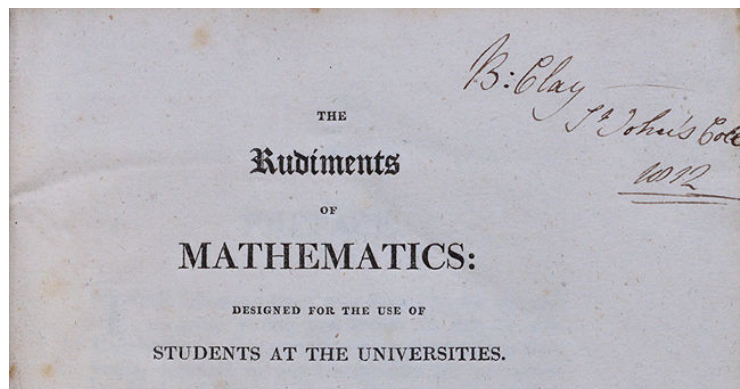 B: Clay
St John's Coll
1812
THE
Rudiments
OF
MATHEMATICS:
DESIGNED FOR THE USE OF
STUDENTS AT THE UNIVERSITIES.